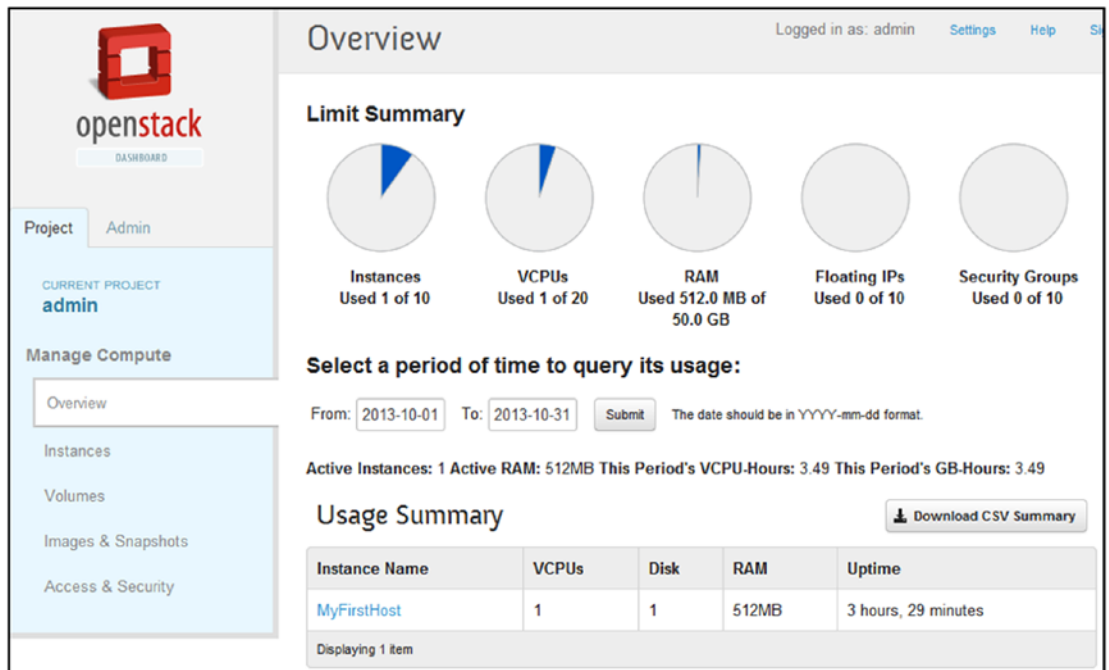 openstack
DASHBOARD
Project Admin
CURRENT PROJECT
admin
Manage Compute
Overview
Instances
Volumes
Images & Snapshots
Access & Security
Overview
Logged in as: admin Settings Help
Limit Summary
Instances
Used 1 of 10
VCPUs
Used 1 of 20
RAM
Used 512.0 MB of
50.0 GB
Floating IPs
Used 0 of 10
Security Groups
Used 0 of 10
Select a period of time to query its usage:
From: 2013-10-01 To: 2013-10-31 Submit The date should be in YYYY-mm-dd format.
Active Instances: 1 Active RAM: 512MB This Period's VCPU-Hours: 3.49 This Period's GB-Hours: 3.49
Usage Summary
Download CSV Summary
Instance Name VCPUs Disk RAM Uptime
MyFirstHost 1 1 512MB 3 hours, 29 minutes
Displaying 1 item